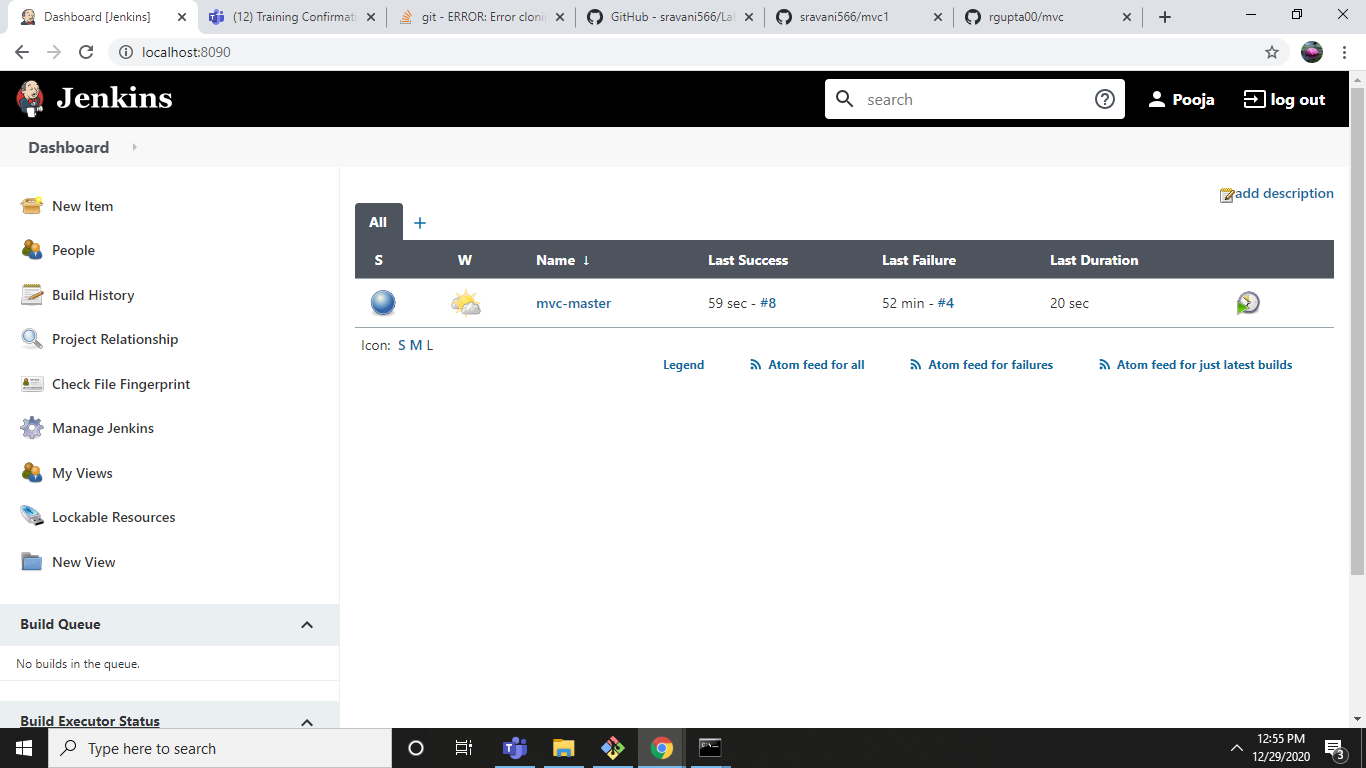 Dashboard [Jenkins]
(12) Training Confirmat
git - ERROR: Error cloni
GitHub - sravani566/La
sravani566/mvc1
rgupta00/mvc
localhost:8090
Jenkins
search
Pooja
log out
Dashboard
New Item
People
Build History
Project Relationship
Check File Fingerprint
Manage Jenkins
My Views
Lockable Resources
New View
Build Queue
No builds in the queue.
Build Executor Status
add description
All +
S W Name ↓ Last Success Last Failure Last Duration
mvc-master 59 sec - #8 52 min - #4 20 sec
Icon: S M L
Legend Atom feed for all Atom feed for failures Atom feed for just latest builds
Type here to search
12:55 PM
12/29/2020
3